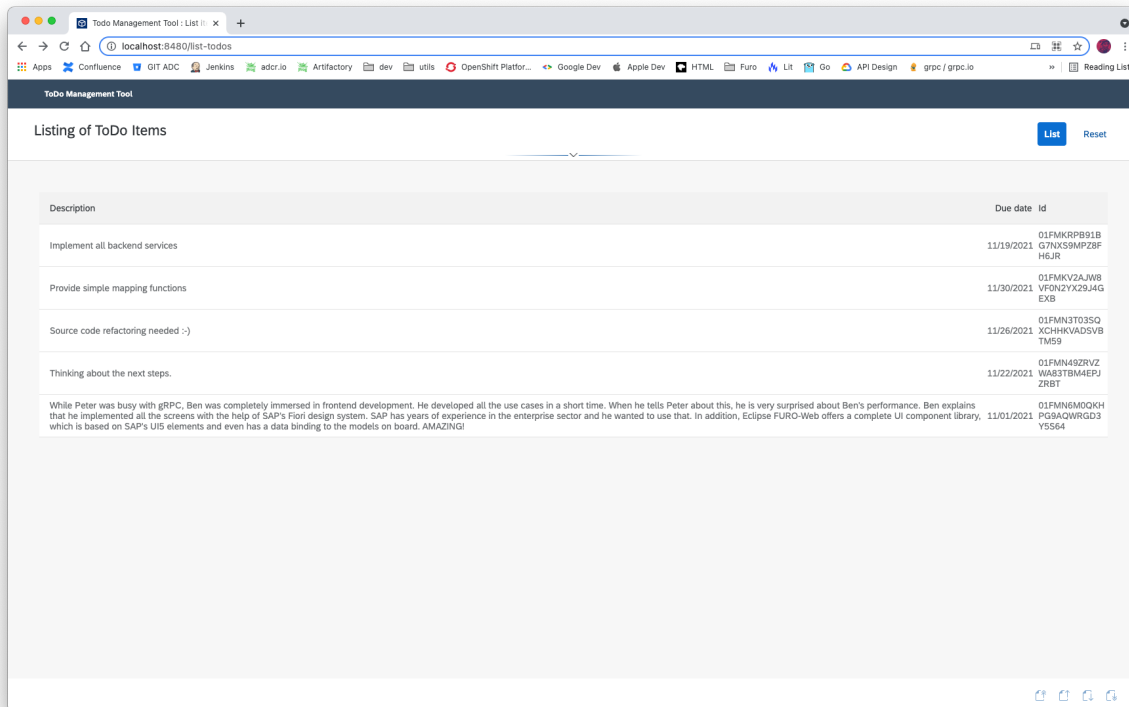 Todo Management Tool : List It
localhost:8480/list-todos
Apps Confluence GIT ADC Jenkins adcr.io Artifactory dev utils OpenShift Platfor... Google Dev Apple Dev HTML Furo Lit Go API Design grpc / grpc.io » Reading List
ToDo Management Tool
Listing of ToDo Items
List Reset
Description Due date Id
Implement all backend services 11/19/2021 01FMKRPB91B
G7NXS9MPZ8F
H6JR
Provide simple mapping functions 11/30/2021 01FMKV2AJW8
VF0N2YX29J4G
EXB
Source code refactoring needed :-) 11/26/2021 01FMN3T03SQ
XCHHKVADSVB
TM59
Thinking about the next steps. 11/22/2021 01FMN49ZRVZ
WA83TBM4EPJ
ZRBT
While Peter was busy with gRPC, Ben was completely immersed in frontend development. He developed all the use cases in a short time. When he tells Peter about this, he is very surprised about Ben's performance. Ben explains
that he implemented all the screens with the help of SAP's Fiori design system. SAP has years of experience in the enterprise sector and he wanted to use that. In addition, Eclipse FURO-Web offers a complete UI component library,
which is based on SAP's UI5 elements and even has a data binding to the models on board. AMAZING!
11/01/2021 01FMN6M0QKH
PG9AQWRGD3
Y5S64